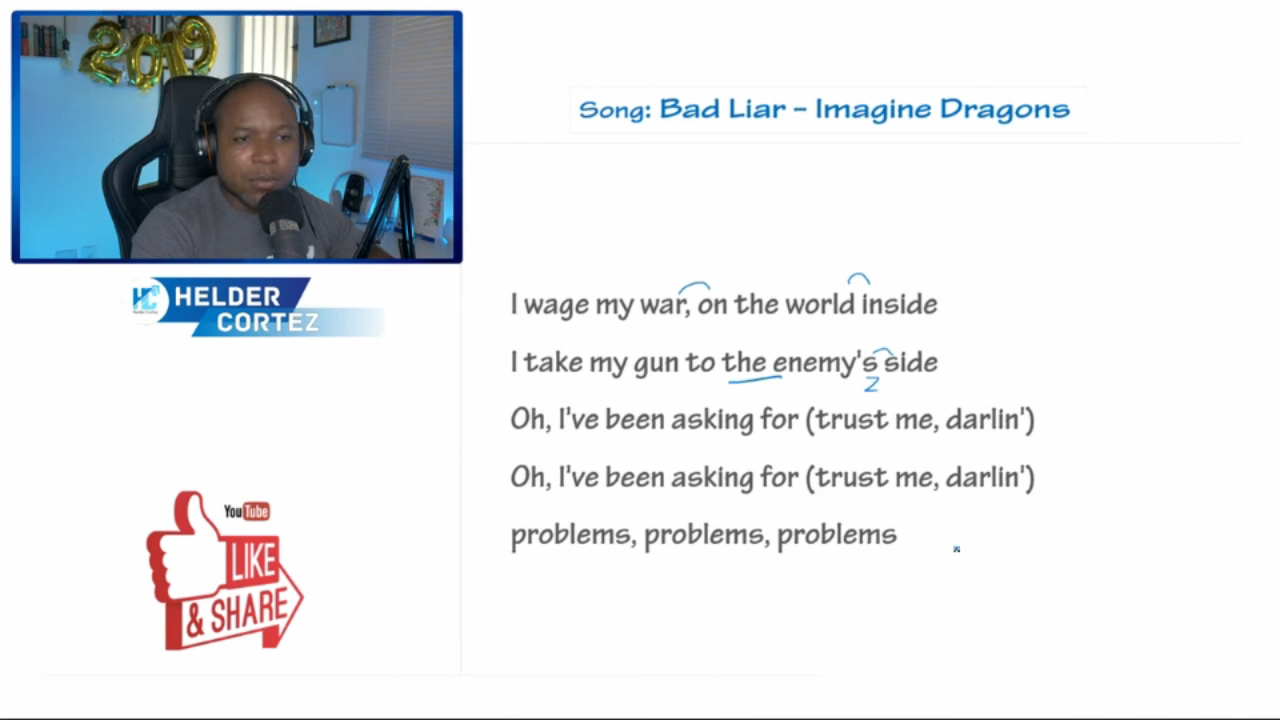 2019
Song: Bad Liar – Imagine Dragons
HC
HELDER
CORTEZ
I wage my war, on the world inside
I take my gun to the enemy's side
Z
Oh, I've been asking for (trust me, darlin')
Oh, I've been asking for (trust me, darlin')
problems, problems, problems
YouTube
LIKE
& SHARE